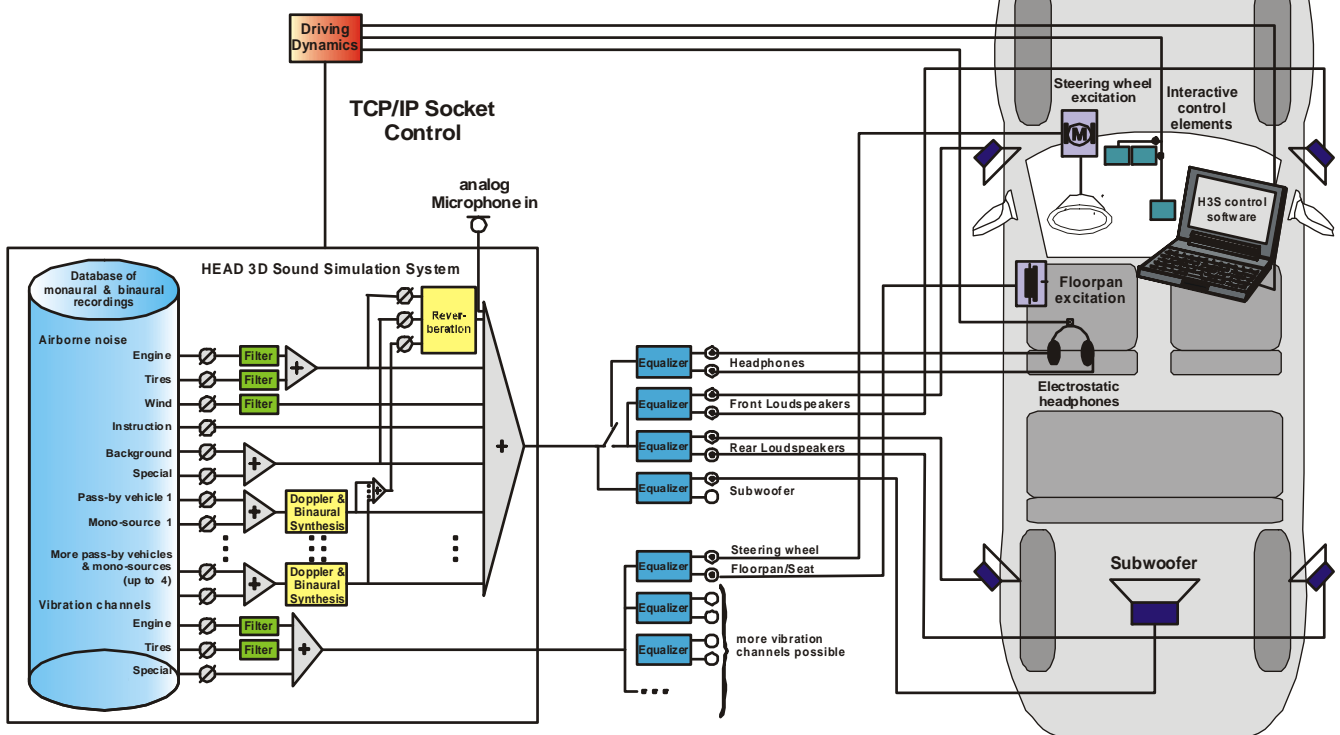 Driving
Dynamics
TCP/IP Socket
Control
analog
Microphone in
HEAD 3D Sound Simulation System
Database of
monaural & binaural
recordings
Airborne noise
Engine
Tires
Wind
Instruction
Background
Special
Pass-by vehicle 1
Mono-source 1
More pass-by vehicles
& mono-sources
(up to 4)
Vibration channels
Engine
Tires
Special
Filter
Filter
Filter
Filter
Filter
+
+
+
+
+
+
+
Rever-
beration
Doppler &
Binaural
Synthesis
Doppler &
Binaural
Synthesis
Equalizer
Headphones
Equalizer
Front Loudspeakers
Equalizer
Rear Loudspeakers
Equalizer
Subwoofer
Equalizer
Steering wheel
Floorpan/Seat
Equalizer
Equalizer
more vibration
channels possible
Steering wheel
excitation
M
Interactive
control
elements
H3S control
software
Floorpan
excitation
Electrostatic
headphones
Subwoofer